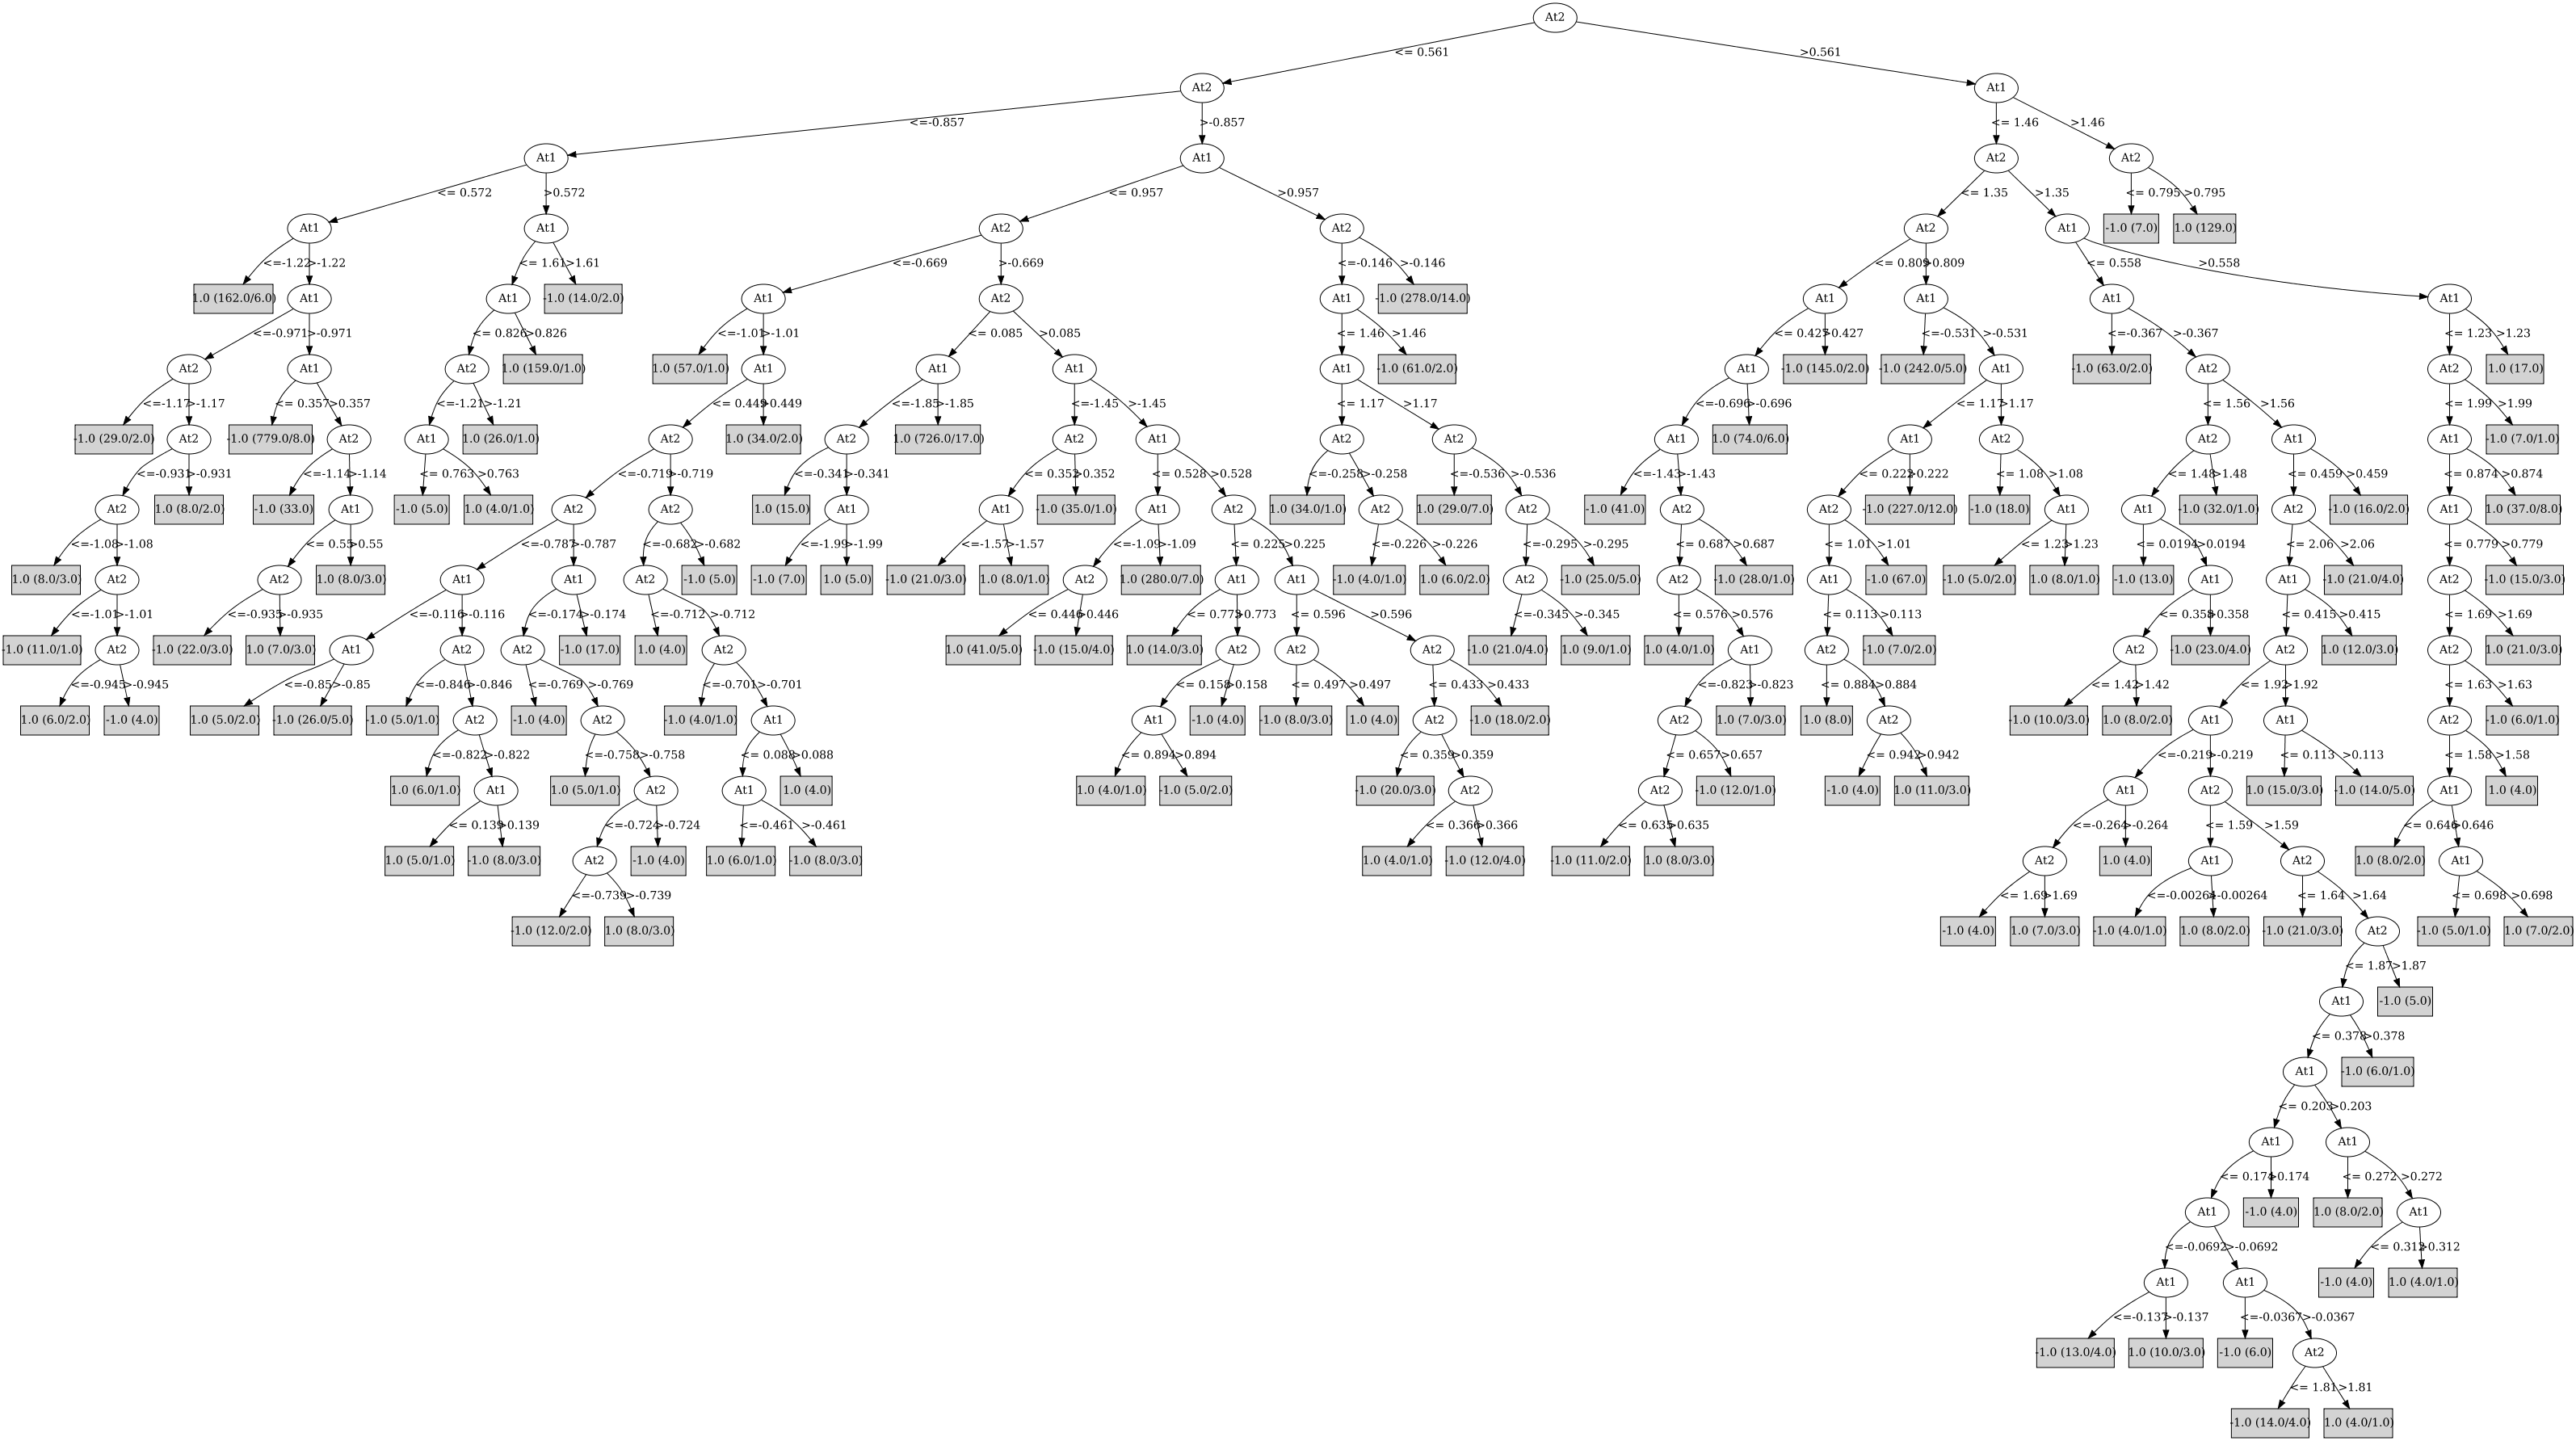 At2
<= 0.561 >0.561
At2 At1
<=-0.857 >-0.857 <= 1.46 >1.46
At1 At1 At2 At2
<= 0.572 >0.572 <= 0.957 >0.957 <= 1.35 >1.35 <= 0.795 >0.795
At1 At1 At2 At2 At2 At1 -1.0 (7.0) 1.0 (129.0)
<=-1.22 >-1.22 <= 1.61 >1.61 <=-0.669 >-0.669 <=-0.146 >-0.146 <= 0.809 >0.809 <= 0.558 >0.558
1.0 (162.0/6.0) At1 At1 -1.0 (14.0/2.0) At1 At2 At1 -1.0 (278.0/14.0) At1 At1 At1 At1
<=-0.971 >-0.971 <= 0.826 >0.826 <=-1.01 >-1.01 <= 0.085 >0.085 <= 1.46 >1.46 <= 0.427 >0.427 <=-0.531 >-0.531 <=-0.367 >-0.367 <= 1.23 >1.23
At2 At1 At2 1.0 (159.0/1.0) 1.0 (57.0/1.0) At1 At1 At1 At1 -1.0 (61.0/2.0) At1 -1.0 (145.0/2.0) -1.0 (242.0/5.0) At1 -1.0 (63.0/2.0) At2 At2 1.0 (17.0)
<=-1.17 >-1.17 <= 0.357 >0.357 <=-1.21 >-1.21 <= 0.449 >0.449 <=-1.85 >-1.85 <=-1.45 >-1.45 <= 1.17 >1.17 <=-0.696 >-0.696 <= 1.17 >1.17 <= 1.56 >1.56 <= 1.99 >1.99
-1.0 (29.0/2.0) At2 -1.0 (779.0/8.0) At2 At1 1.0 (26.0/1.0) At2 1.0 (34.0/2.0) At2 1.0 (726.0/17.0) At2 At1 At2 At2 At1 1.0 (74.0/6.0) At1 At2 At2 At1 At1 -1.0 (7.0/1.0)
<=-0.931 >-0.931 <=-1.14 >-1.14 <= 0.763 >0.763 <=-0.719 >-0.719 <=-0.341 >-0.341 <= 0.352 >0.352 <= 0.528 >0.528 <=-0.258 >-0.258 <=-0.536 >-0.536 <=-1.43 >-1.43 <= 0.222 >0.222 <= 1.08 >1.08 <= 1.48 >1.48 <= 0.459 >0.459 <= 0.874 >0.874
At2 1.0 (8.0/2.0) -1.0 (33.0) At1 -1.0 (5.0) 1.0 (4.0/1.0) At2 At2 1.0 (15.0) At1 At1 -1.0 (35.0/1.0) At1 At2 1.0 (34.0/1.0) At2 1.0 (29.0/7.0) At2 -1.0 (41.0) At2 At2 -1.0 (227.0/12.0) -1.0 (18.0) At1 At1 -1.0 (32.0/1.0) At2 -1.0 (16.0/2.0) At1 1.0 (37.0/8.0)
<=-1.08 >-1.08 <= 0.55 >0.55 <=-0.787 >-0.787 <=-0.682 >-0.682 <=-1.99 >-1.99 <=-1.57 >-1.57 <=-1.09 >-1.09 <= 0.225 >0.225 <=-0.226 >-0.226 <=-0.295 >-0.295 <= 0.687 >0.687 <= 1.01 >1.01 <= 1.23 >1.23 <= 0.0194 >0.0194 <= 2.06 >2.06 <= 0.779 >0.779
1.0 (8.0/3.0) At2 At2 1.0 (8.0/3.0) At1 At1 At2 -1.0 (5.0) -1.0 (7.0) 1.0 (5.0) -1.0 (21.0/3.0) 1.0 (8.0/1.0) At2 1.0 (280.0/7.0) At1 At1 -1.0 (4.0/1.0) 1.0 (6.0/2.0) At2 -1.0 (25.0/5.0) At2 -1.0 (28.0/1.0) At1 -1.0 (67.0) -1.0 (5.0/2.0) 1.0 (8.0/1.0) -1.0 (13.0) At1 At1 -1.0 (21.0/4.0) At2 -1.0 (15.0/3.0)
<=-1.01 >-1.01 <=-0.935 >-0.935 <=-0.116 >-0.116 <=-0.174 >-0.174 <=-0.712 >-0.712 <= 0.446 >0.446 <= 0.773 >0.773 <= 0.596 >0.596 <=-0.345 >-0.345 <= 0.576 >0.576 <= 0.113 >0.113 <= 0.358 >0.358 <= 0.415 >0.415 <= 1.69 >1.69
-1.0 (11.0/1.0) At2 -1.0 (22.0/3.0) 1.0 (7.0/3.0) At1 At2 At2 -1.0 (17.0) 1.0 (4.0) At2 1.0 (41.0/5.0) -1.0 (15.0/4.0) 1.0 (14.0/3.0) At2 At2 At2 -1.0 (21.0/4.0) 1.0 (9.0/1.0) 1.0 (4.0/1.0) At1 At2 -1.0 (7.0/2.0) At2 -1.0 (23.0/4.0) At2 1.0 (12.0/3.0) At2 1.0 (21.0/3.0)
<=-0.945 >-0.945 <=-0.85 >-0.85 <=-0.846 >-0.846 <=-0.769 >-0.769 <=-0.701 >-0.701 <= 0.158 >0.158 <= 0.497 >0.497 <= 0.433 >0.433 <=-0.823 >-0.823 <= 0.884 >0.884 <= 1.42 >1.42 <= 1.92 >1.92 <= 1.63 >1.63
1.0 (6.0/2.0) -1.0 (4.0) 1.0 (5.0/2.0) -1.0 (26.0/5.0) -1.0 (5.0/1.0) At2 -1.0 (4.0) At2 -1.0 (4.0/1.0) At1 At1 -1.0 (4.0) -1.0 (8.0/3.0) 1.0 (4.0) At2 -1.0 (18.0/2.0) At2 1.0 (7.0/3.0) 1.0 (8.0) At2 -1.0 (10.0/3.0) 1.0 (8.0/2.0) At1 At1 At2 -1.0 (6.0/1.0)
<=-0.822 >-0.822 <=-0.758 >-0.758 <= 0.088 >0.088 <= 0.894 >0.894 <= 0.359 >0.359 <= 0.657 >0.657 <= 0.942 >0.942 <=-0.219 >-0.219 <= 0.113 >0.113 <= 1.58 >1.58
1.0 (6.0/1.0) At1 1.0 (5.0/1.0) At2 At1 1.0 (4.0) 1.0 (4.0/1.0) -1.0 (5.0/2.0) -1.0 (20.0/3.0) At2 At2 -1.0 (12.0/1.0) -1.0 (4.0) 1.0 (11.0/3.0) At1 At2 1.0 (15.0/3.0) -1.0 (14.0/5.0) At1 1.0 (4.0)
<= 0.139 >0.139 <=-0.724 >-0.724 <=-0.461 >-0.461 <= 0.366 >0.366 <= 0.635 >0.635 <=-0.264 >-0.264 <= 1.59 >1.59 <= 0.646 >0.646
1.0 (5.0/1.0) -1.0 (8.0/3.0) At2 -1.0 (4.0) 1.0 (6.0/1.0) -1.0 (8.0/3.0) 1.0 (4.0/1.0) -1.0 (12.0/4.0) -1.0 (11.0/2.0) 1.0 (8.0/3.0) At2 1.0 (4.0) At1 At2 1.0 (8.0/2.0) At1
<=-0.739 >-0.739 <= 1.69 >1.69 <=-0.00264 >-0.00264 <= 1.64 >1.64 <= 0.698 >0.698
-1.0 (12.0/2.0) 1.0 (8.0/3.0) -1.0 (4.0) 1.0 (7.0/3.0) -1.0 (4.0/1.0) 1.0 (8.0/2.0) -1.0 (21.0/3.0) At2 -1.0 (5.0/1.0) 1.0 (7.0/2.0)
<= 1.87 >1.87
At1 -1.0 (5.0)
<= 0.378 >0.378
At1 -1.0 (6.0/1.0)
<= 0.203 >0.203
At1 At1
<= 0.174 >0.174 <= 0.272 >0.272
At1 -1.0 (4.0) 1.0 (8.0/2.0) At1
<=-0.0692 >-0.0692 <= 0.312 >0.312
At1 At1 -1.0 (4.0) 1.0 (4.0/1.0)
<=-0.137 >-0.137 <=-0.0367 >-0.0367
-1.0 (13.0/4.0) 1.0 (10.0/3.0) -1.0 (6.0) At2
<= 1.81 >1.81
-1.0 (14.0/4.0) 1.0 (4.0/1.0)